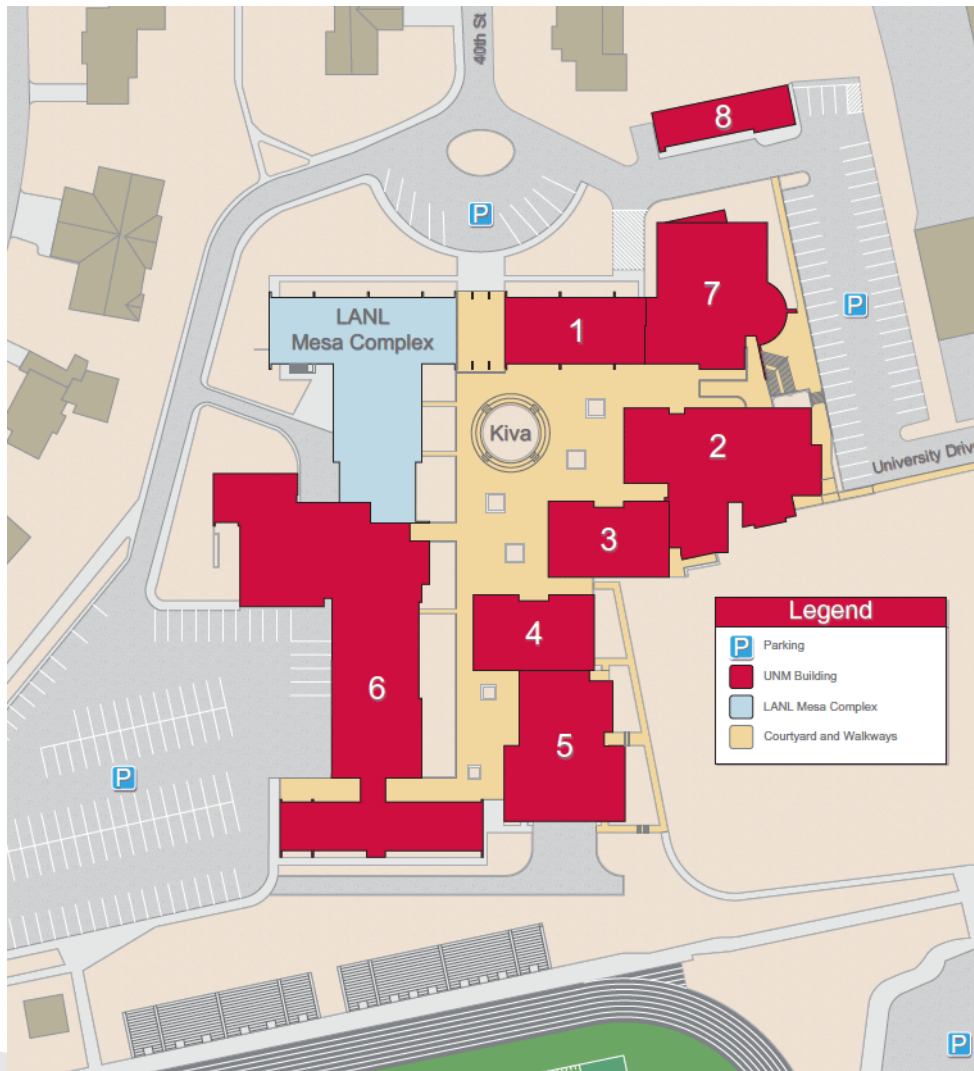 40th St
8
P
7
P
LANL
Mesa Complex
1
Kiva
2
University Drive
3
4
Legend
P Parking
UNM Building
LANL Mesa Complex
Courtyard and Walkways
6
5
P
P